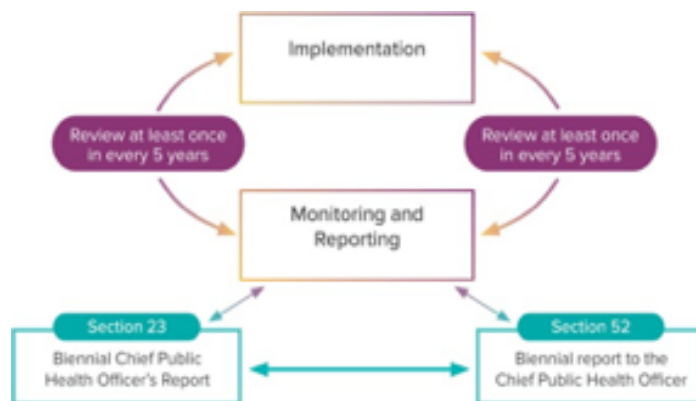 Implementation
Review at least once
in every 5 years
Review at least once
in every 5 years
Monitoring and
Reporting
Section 23
Biennial Chief Public
Health Officer's Report
Section 52
Biennial report to the
Chief Public Health Officer